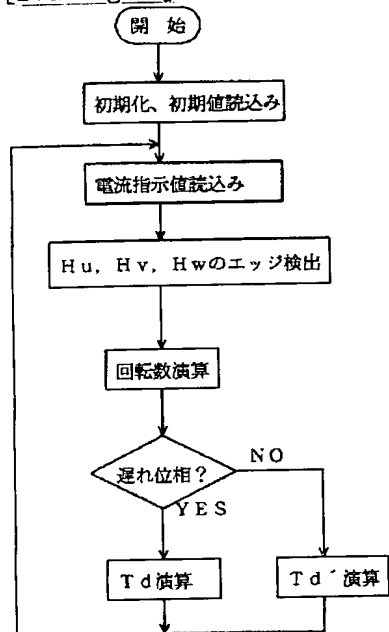 開 始
初期化、初期値読込み
電流指示値読込み
Hu, Hv, Hwのエッジ検出
回転数演算
遅れ位相?
NO
YES
Td演算
Td´演算